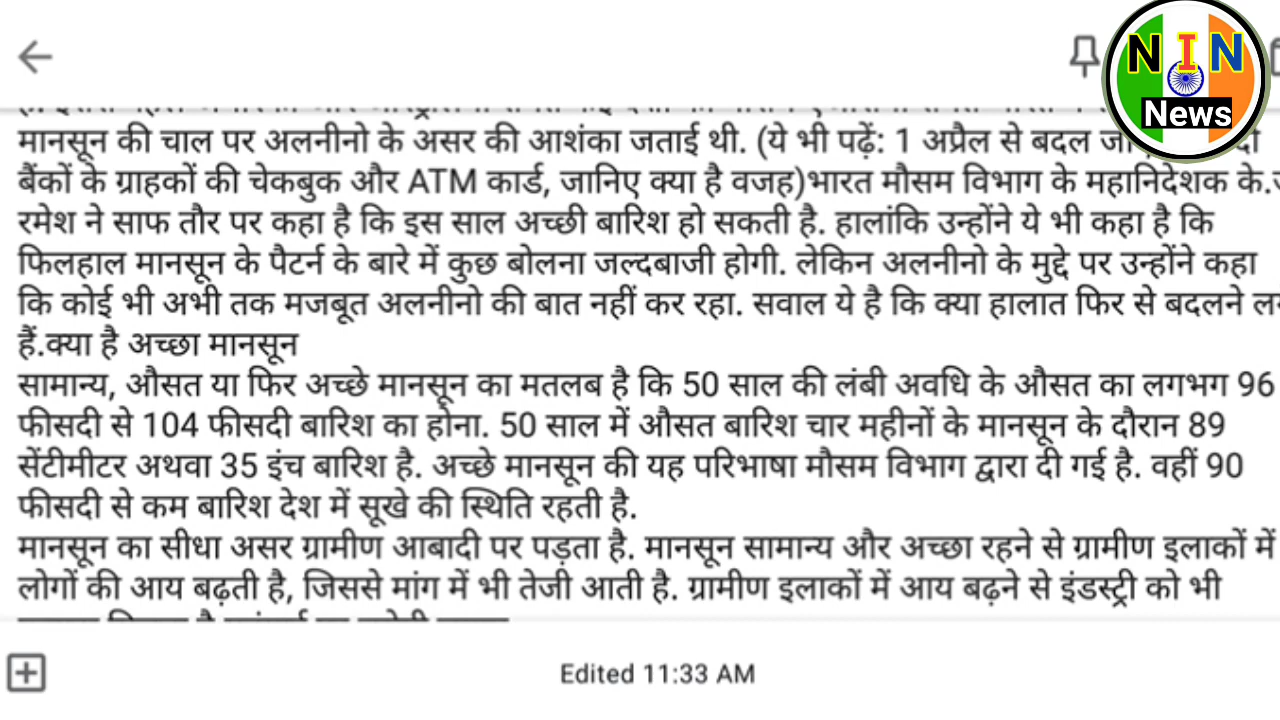 NIN
News
मानसून की चाल पर अलनीनो के असर की आशंका जताई थी. (ये भी पढ़ें: 1 अप्रैल से बदल
बैंकों के ग्राहकों की चेकबुक और ATM कार्ड, जानिए क्या है वजह)भारत मौसम विभाग के महानिदेशक के.
रमेश ने साफ तौर पर कहा है कि इस साल अच्छी बारिश हो सकती है. हालांकि उन्होंने ये भी कहा है कि
फिलहाल मानसून के पैटर्न के बारे में कुछ बोलना जल्दबाजी होगी. लेकिन अलनीनो के मुद्दे पर उन्होंने कहा
कि कोई भी अभी तक मजबूत अलनीनो की बात नहीं कर रहा. सवाल ये है कि क्या हालात फिर से बदलने
हैं.क्या है अच्छा मानसून
सामान्य, औसत या फिर अच्छे मानसून का मतलब है कि 50 साल की लंबी अवधि के औसत का लगभग 96
फीसदी से 104 फीसदी बारिश का होना. 50 साल में औसत बारिश चार महीनों के मानसून के दौरान 89
सेंटीमीटर अथवा 35 इंच बारिश है. अच्छे मानसून की यह परिभाषा मौसम विभाग द्वारा दी गई है. वहीं 90
फीसदी से कम बारिश देश में सूखे की स्थिति रहती है.
मानसून का सीधा असर ग्रामीण आबादी पर पड़ता है. मानसून सामान्य और अच्छा रहने से ग्रामीण इलाकों में
लोगों की आय बढ़ती है, जिससे मांग में भी तेजी आती है. ग्रामीण इलाकों में आय बढ़ने से इंडस्ट्री को भी
Edited 11:33 AM